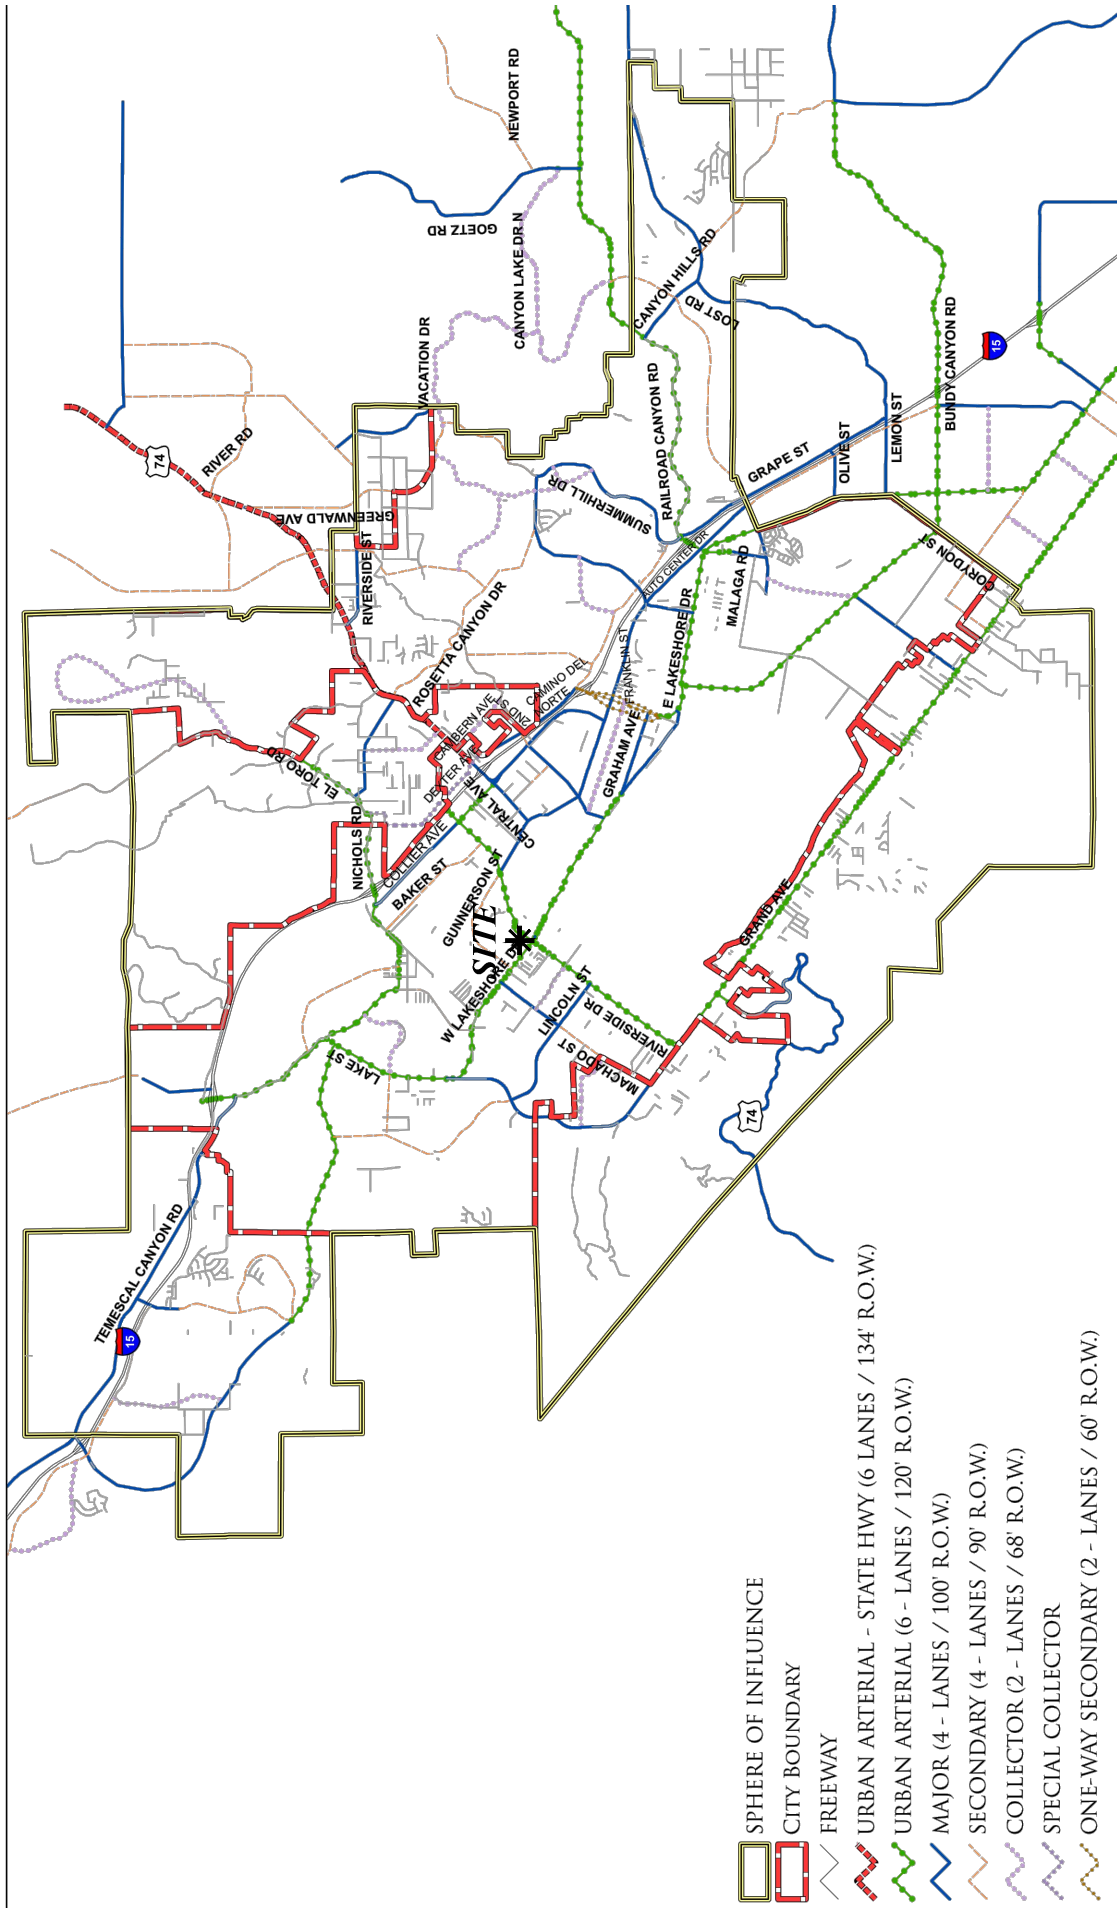 NEWPORT RD
GOETZ RD
CANYON LAKE DR N
CANYON HILLS RD
LOST RD
VACATION DR
RAILROAD CANYON RD
BUNDY CANYON RD
15
74
RIVER RD
GREENWALD AVE
SUMMERHILL DR
GRAPE ST
OLIVE ST
LEMON ST
RIVERSIDE ST
ROSETTA CANYON DR
AUTO CENTER DR
MALAGA RD
CORYDON ST
CAMINO DEL
NORTE
2ND ST
CAMBERN AVE
DEXTER AVE
FRANKLIN ST
E LAKESHORE DR
GRAHAM AVE
EL TORO RD
NICHOLS RD
COLLIER AVE
CENTRAL AVE
BAKER ST
GUNNERSON ST
SITE
W LAKESHORE DR
GRAND AVE
LINCOLN ST
RIVERSIDE DR
MACHADO ST
LAKE ST
74
TEMESCAL CANYON RD
15
SPHERE OF INFLUENCE
CITY BOUNDARY
FREEWAY
URBAN ARTERIAL - STATE HWY (6 LANES / 134' R.O.W.)
URBAN ARTERIAL (6 - LANES / 120' R.O.W.)
MAJOR (4 - LANES / 100' R.O.W.)
SECONDARY (4 - LANES / 90' R.O.W.)
COLLECTOR (2 - LANES / 68' R.O.W.)
SPECIAL COLLECTOR
ONE-WAY SECONDARY (2 - LANES / 60' R.O.W.)